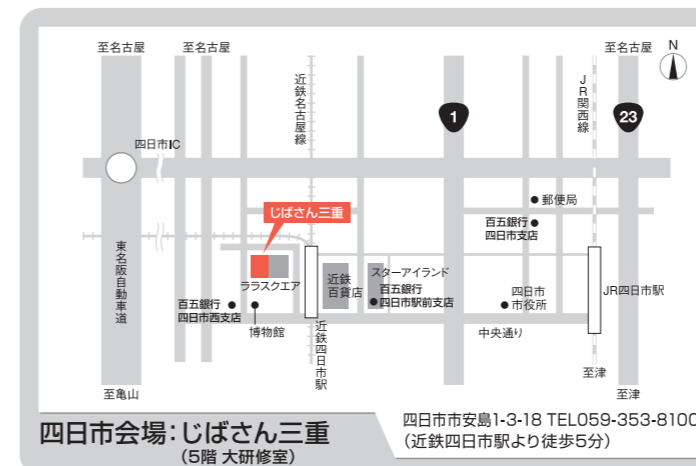 至名古屋
至名古屋
至名古屋
N
近鉄名古屋線
1
JR関西線
23
四日市IC
郵便局
じばさん三重
百五銀行
四日市支店
東名阪自動車道
ララスクエア
近鉄
百貨店
スターアイランド
百五銀行
四日市駅前支店
四日市
市役所
JR四日市駅
百五銀行
四日市西支店
博物館
近鉄四日市駅
中央通り
至津
至亀山
至津
四日市会場:じばさん三重
(5階 大研修室)
四日市市安島1-3-18 TEL059-353-8100
(近鉄四日市駅より徒歩5分)